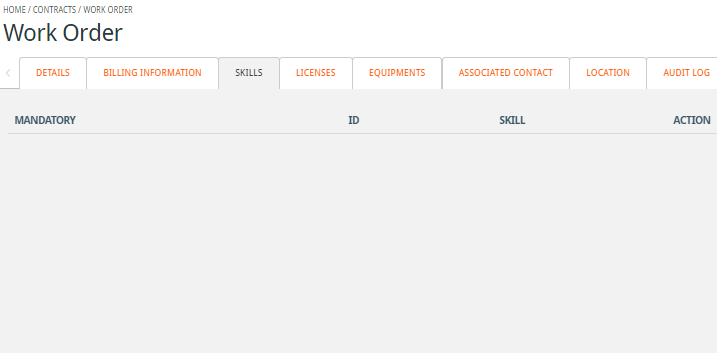 HOME / CONTRACTS / WORK ORDER
Work Order
DETAILS BILLING INFORMATION SKILLS LICENSES EQUIPMENTS ASSOCIATED CONTACT LOCATION AUDIT LOG
MANDATORY ID SKILL ACTION